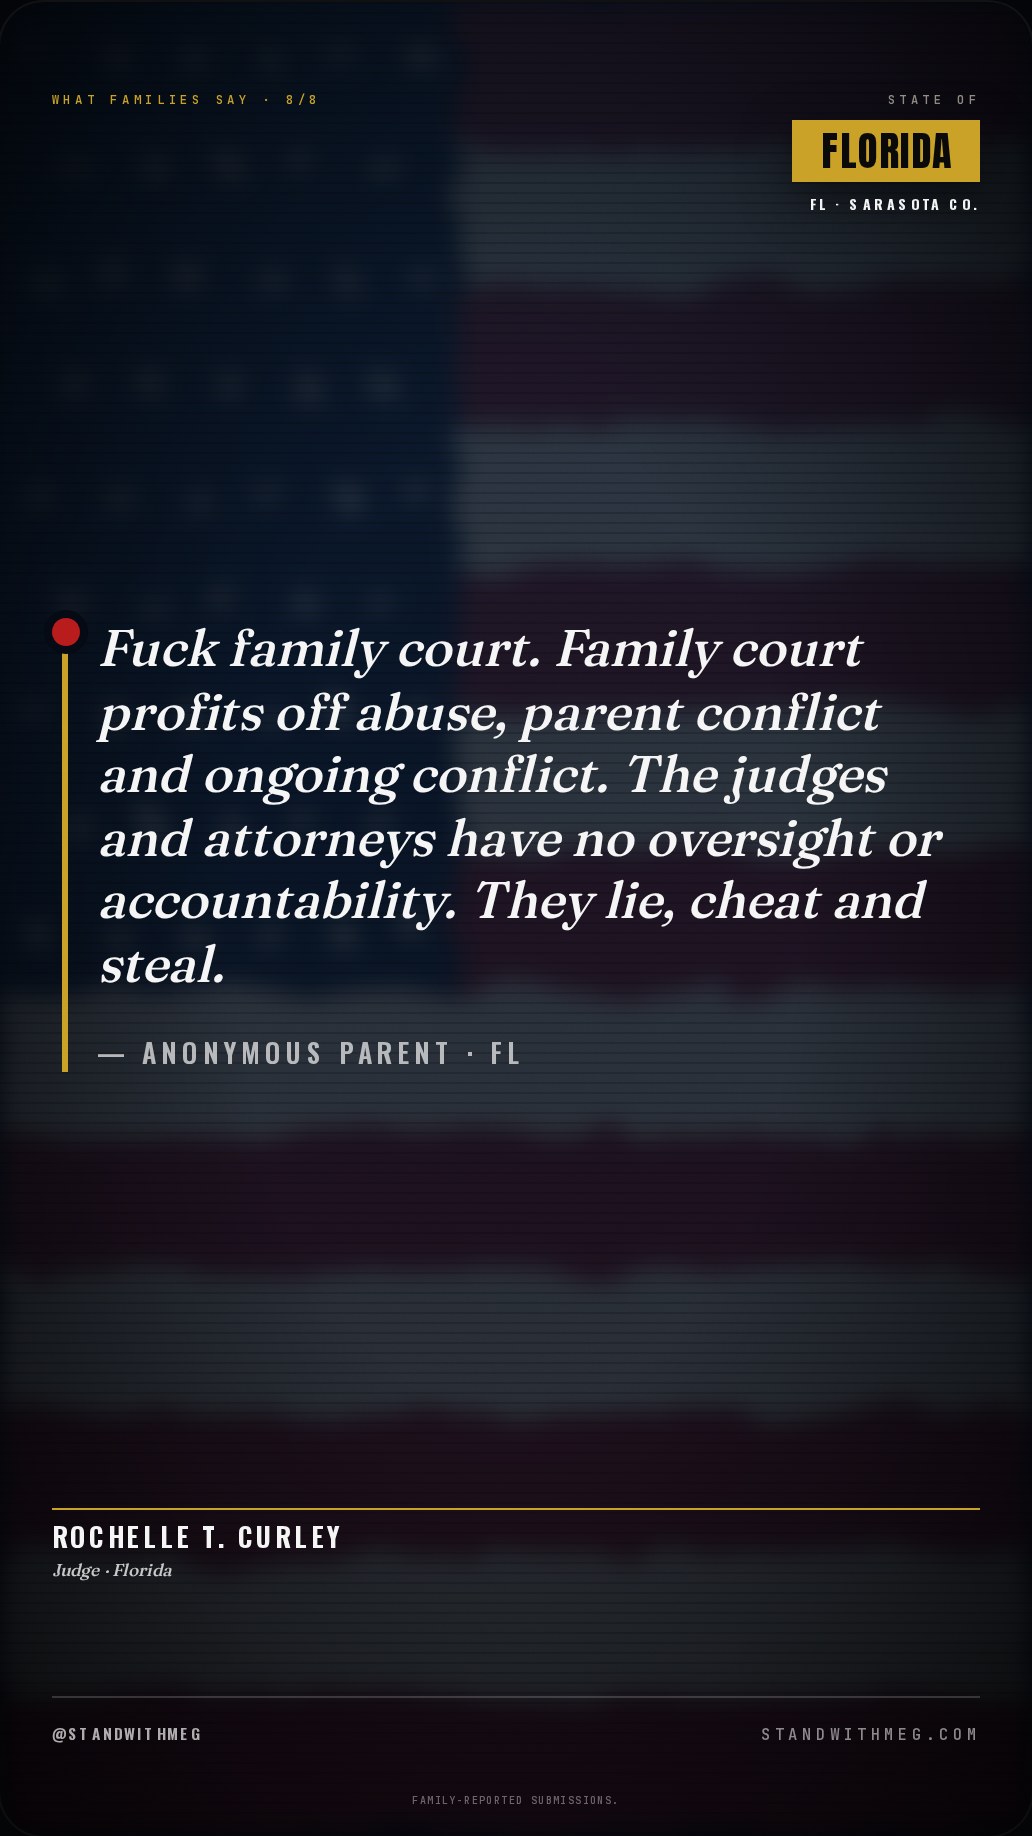 WHAT FAMILIES SAY · 8/8
STATE OF
FLORIDA
FL · SARASOTA CO.
Fuck family court. Family court
profits off abuse, parent conflict
and ongoing conflict. The judges
and attorneys have no oversight or
accountability. They lie, cheat and
steal.
— ANONYMOUS PARENT · FL
ROCHELLE T. CURLEY
Judge · Florida
@STANDWITHMEG
STANDWITHMEG.COM
FAMILY-REPORTED SUBMISSIONS.